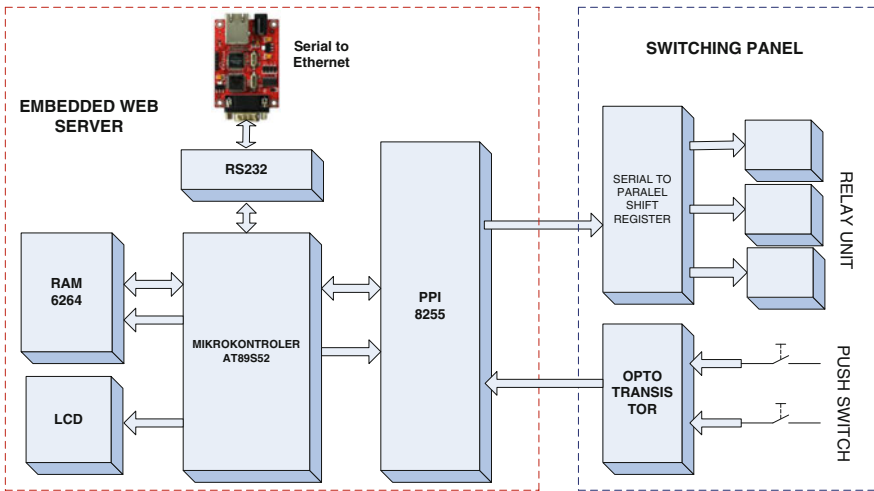 Serial to
Ethernet
EMBEDDED WEB
SERVER
RS232
RAM
6264
MIKROKONTROLER
AT89S52
LCD
PPI
8255
SWITCHING PANEL
SERIAL TO
PARALEL
SHIFT
REGISTER
RELAY UNIT
OPTO
TRANSIS
TOR
PUSH SWITCH